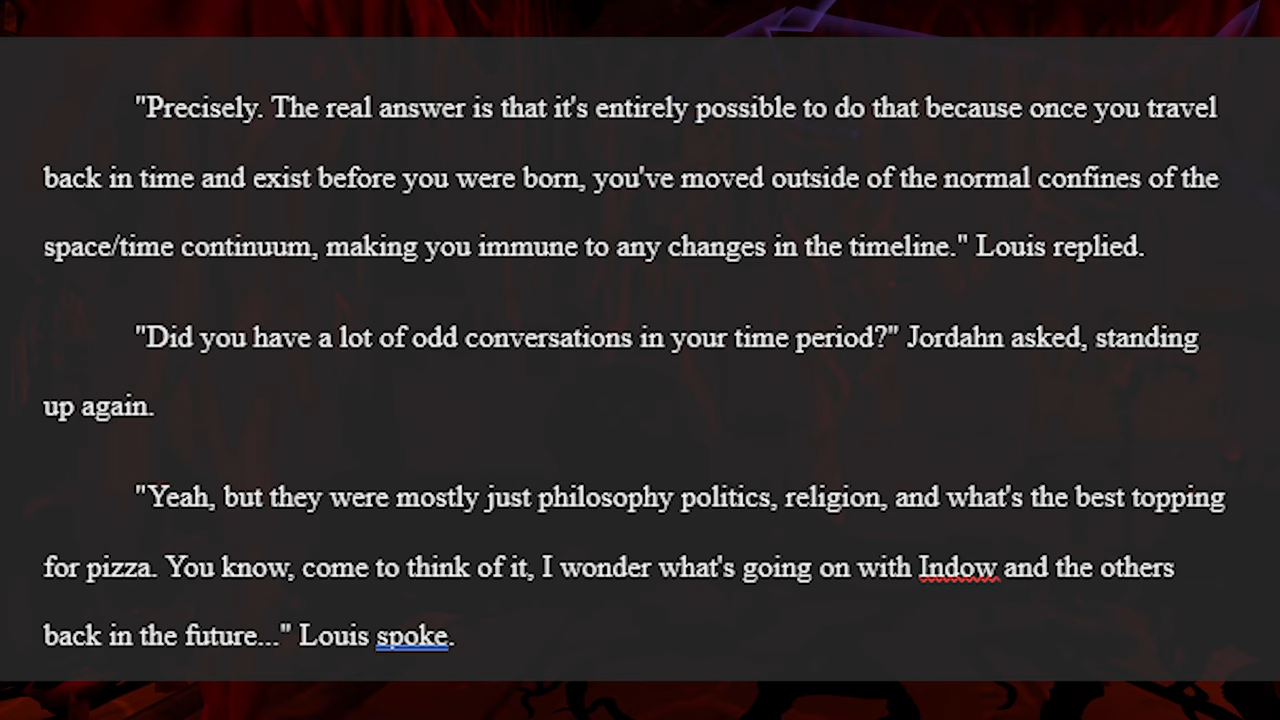 "Precisely. The real answer is that it's entirely possible to do that because once you travel
back in time and exist before you were born, you've moved outside of the normal confines of the
space/time continuum, making you immune to any changes in the timeline." Louis replied.
"Did you have a lot of odd conversations in your time period?" Jordahn asked, standing
up again.
"Yeah, but they were mostly just philosophy politics, religion, and what's the best topping
for pizza. You know, come to think of it, I wonder what's going on with Indow and the others
back in the future..." Louis spoke.